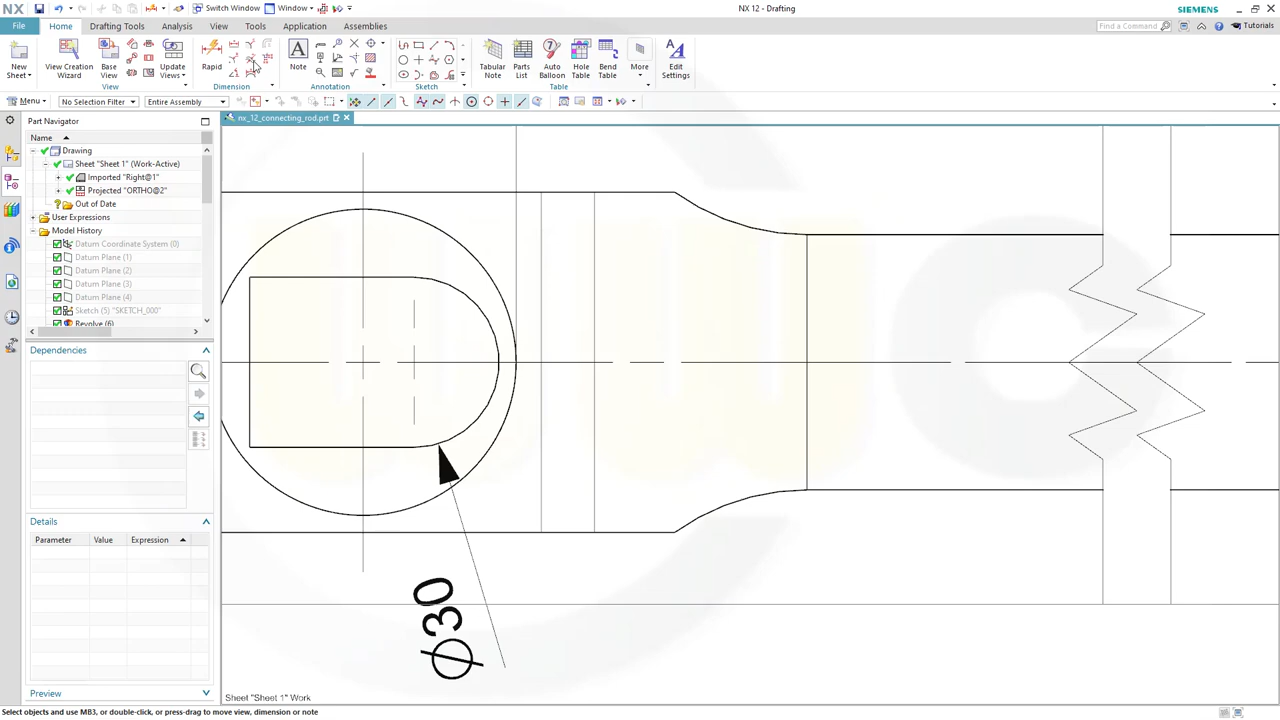 NX
Switch Window
Window
NX 12 - Drafting
SIEMENS
File
Home
Drafting Tools
Analysis
View
Tools
Application
Assemblies
Find a Command
Tutorials
New Sheet
View Creation Wizard
Base View
Update Views
Rapid
Note
Tabular Note
Parts List
Auto Balloon
Hole Table
Bend Table
More
Edit Settings
View
Dimension
Annotation
Sketch
Table
Menu
No Selection Filter
Entire Assembly
Part Navigator
nx_12_connecting_rod.prt
Name
Drawing
Sheet "Sheet 1" (Work-Active)
Imported "Right@1"
Projected "ORTHO@2"
Out of Date
User Expressions
Model History
Datum Coordinate System (0)
Datum Plane (1)
Datum Plane (2)
Datum Plane (3)
Datum Plane (4)
Sketch (5) "SKETCH_000"
Revolve (6)
Dependencies
Details
Parameter
Value
Expression
Preview
ϕ30
Sheet "Sheet 1" Work
Select objects and use MB3, or double-click, or press-drag to move view, dimension or note